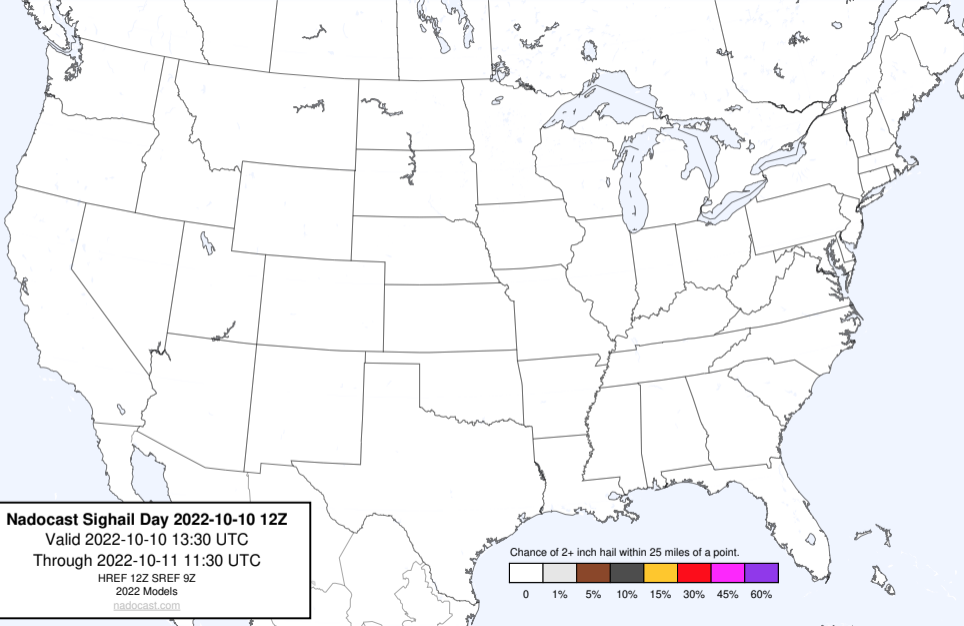 Nadocast Sighail Day 2022-10-10 12Z
Valid 2022-10-10 13:30 UTC
Through 2022-10-11 11:30 UTC
HREF 12Z SREF 9Z
2022 Models
nadocast.com
Chance of 2+ inch hail within 25 miles of a point.
0 1% 5% 10% 15% 30% 45% 60%